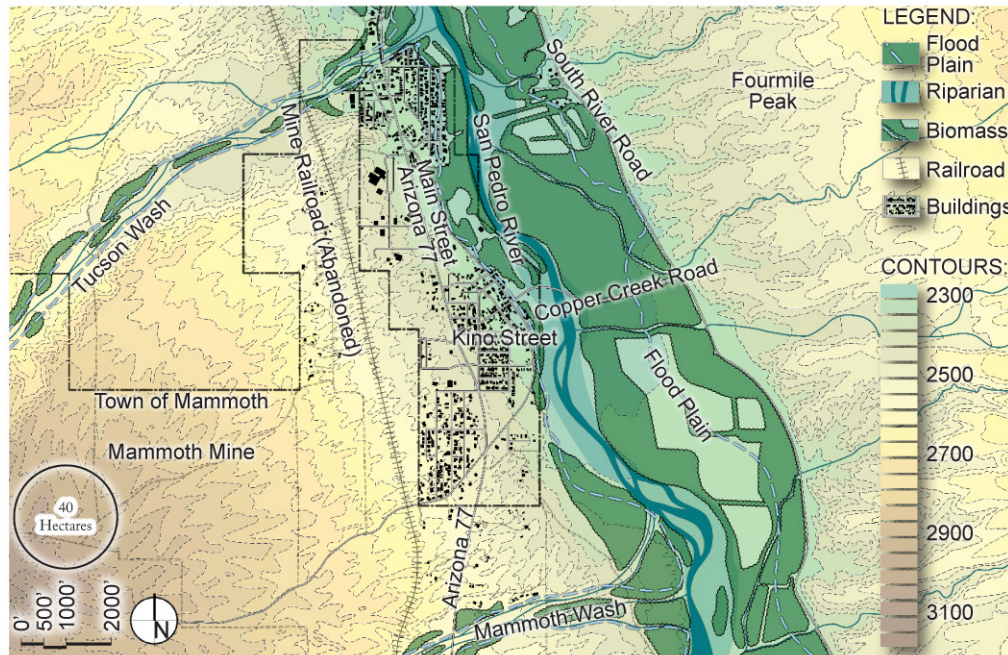 LEGEND:
Flood
Plain
Riparian
Biomass
Railroad
Buildings
CONTOURS:
2300
2500
2700
2900
3100
Fourmile
Peak
South River Road
San Pedro River
Main Street
Arizona 77
Mine Railroad (Abandoned)
Tucson Wash
Copper Creek Road
Kino Street
Flood Plain
Town of Mammoth
Mammoth Mine
40
Hectares
Arizona 77
Mammoth Wash
0'
500'
1000'
2000'
N